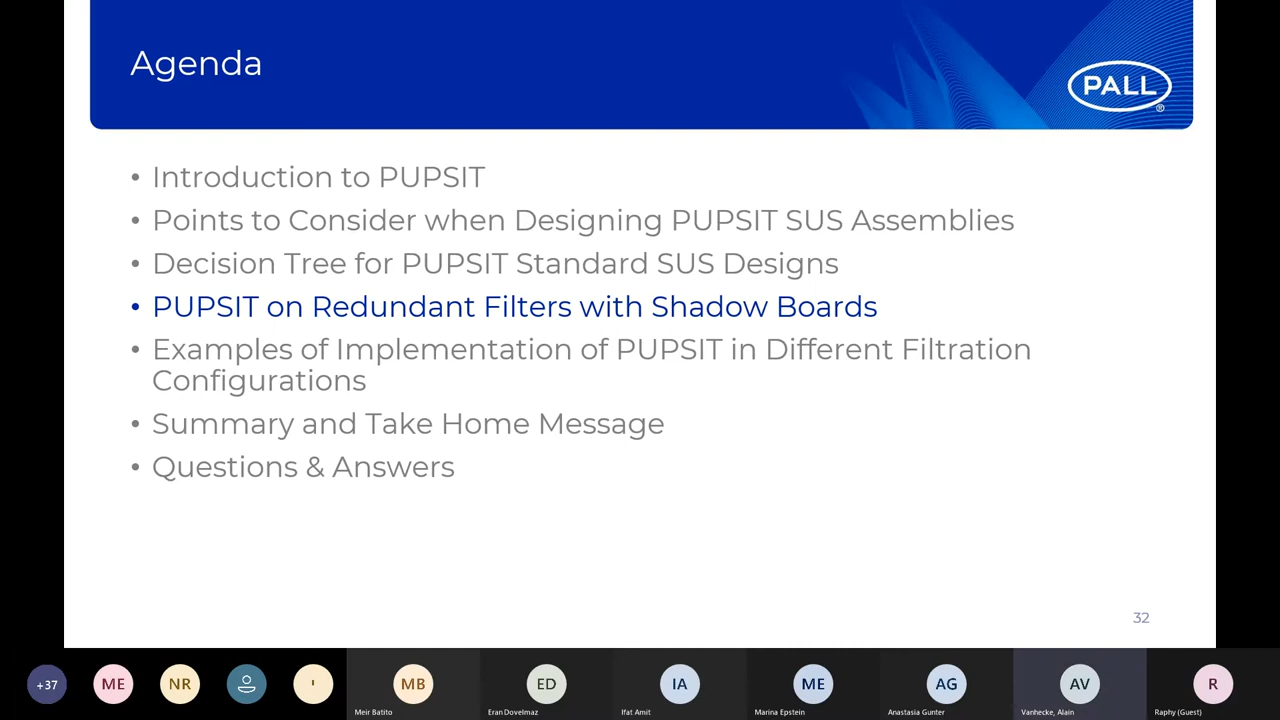 Agenda
PALL
®
• Introduction to PUPSIT
• Points to Consider when Designing PUPSIT SUS Assemblies
• Decision Tree for PUPSIT Standard SUS Designs
• PUPSIT on Redundant Filters with Shadow Boards
• Examples of Implementation of PUPSIT in Different Filtration
Configurations
• Summary and Take Home Message
• Questions & Answers
32
+37
ME
NR
'
MB
ED
IA
ME
AG
AV
R
Meir Batito
Eran Dovelmaz
Ifat Amit
Marina Epstein
Anastasia Gunter
Vanhecke, Alain
Raphy (Guest)